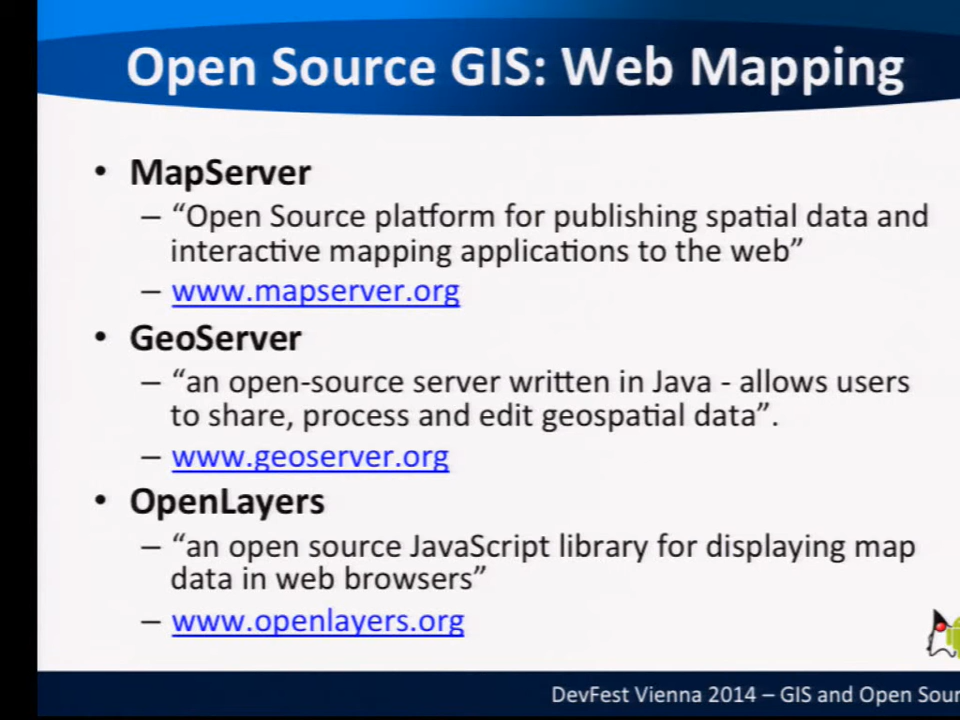 Open Source GIS: Web Mapping
• MapServer
– “Open Source platform for publishing spatial data and
interactive mapping applications to the web”
– www.mapserver.org
• GeoServer
– “an open-source server written in Java - allows users
to share, process and edit geospatial data”.
– www.geoserver.org
• OpenLayers
– “an open source JavaScript library for displaying map
data in web browsers”
– www.openlayers.org
DevFest Vienna 2014 – GIS and Open